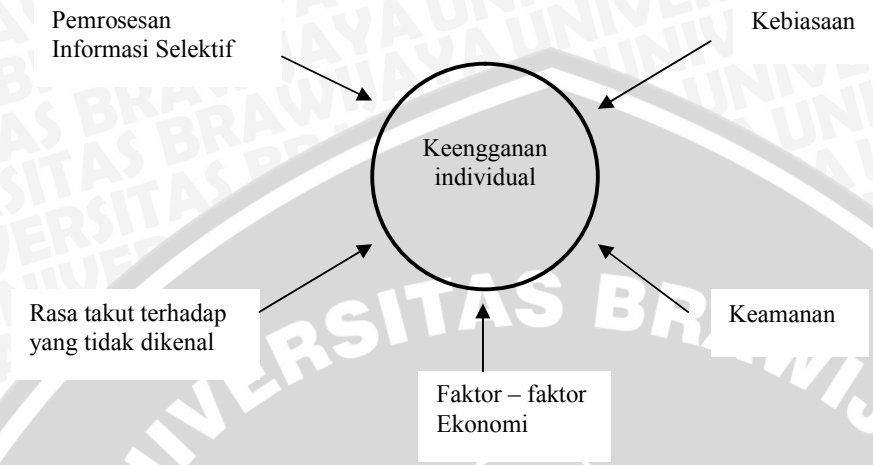 Pemrosesan
Informasi Selektif
Kebiasaan
Keengganan
individual
Rasa takut terhadap
yang tidak dikenal
Keamanan
Faktor – faktor
Ekonomi